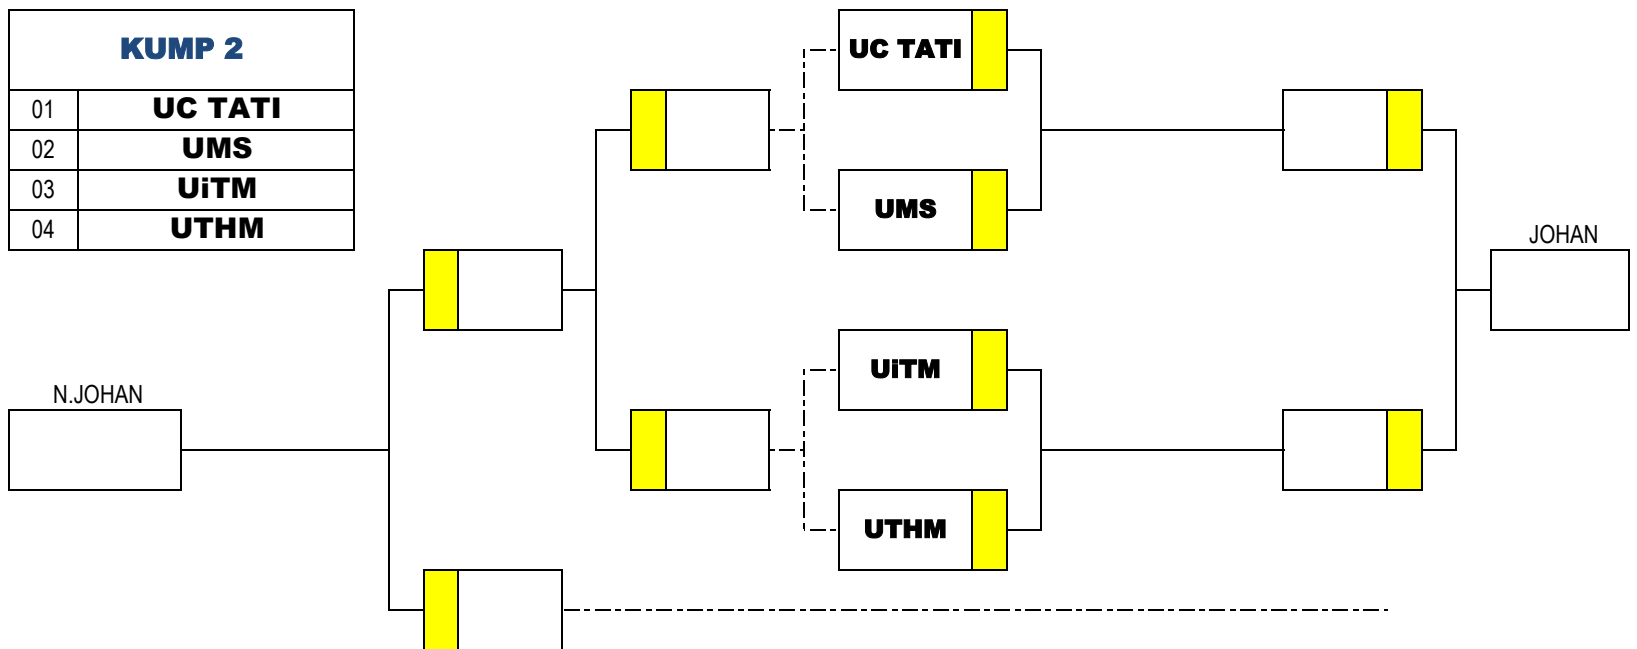 KUMP 2
01 UC TATI
02 UMS
03 UiTM
04 UTHM
UC TATI
UMS
JOHAN
UiTM
N.JOHAN
UTHM